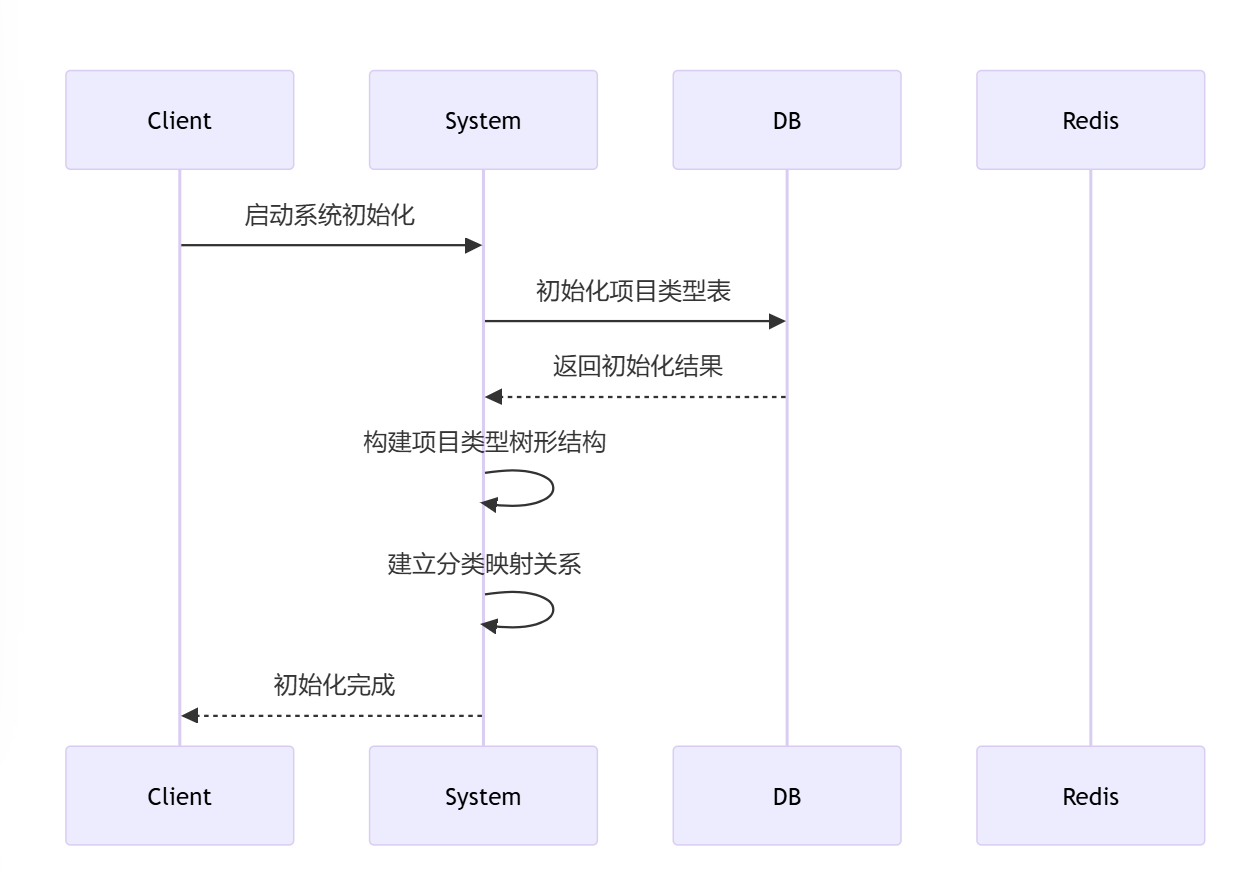 Client
System
DB
Redis
启动系统初始化
初始化项目类型表
返回初始化结果
构建项目类型树形结构
建立分类映射关系
初始化完成
Client
System
DB
Redis